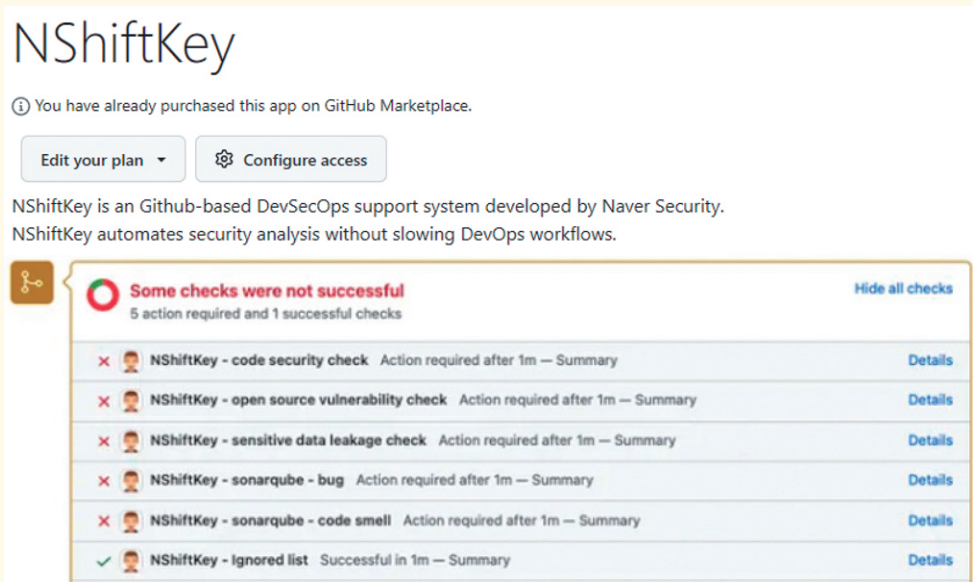 NShiftKey
You have already purchased this app on GitHub Marketplace.
Edit your plan
Configure access
NShiftKey is an Github-based DevSecOps support system developed by Naver Security.
NShiftKey automates security analysis without slowing DevOps workflows.
Some checks were not successful
Hide all checks
5 action required and 1 successful checks
NShiftKey - code security check Action required after 1m — Summary Details
NShiftKey - open source vulnerability check Action required after 1m — Summary Details
NShiftKey - sensitive data leakage check Action required after 1m — Summary Details
NShiftKey - sonarqube - bug Action required after 1m — Summary Details
NShiftKey - sonarqube - code smell Action required after 1m — Summary Details
NShiftKey - Ignored list Successful in 1m — Summary Details